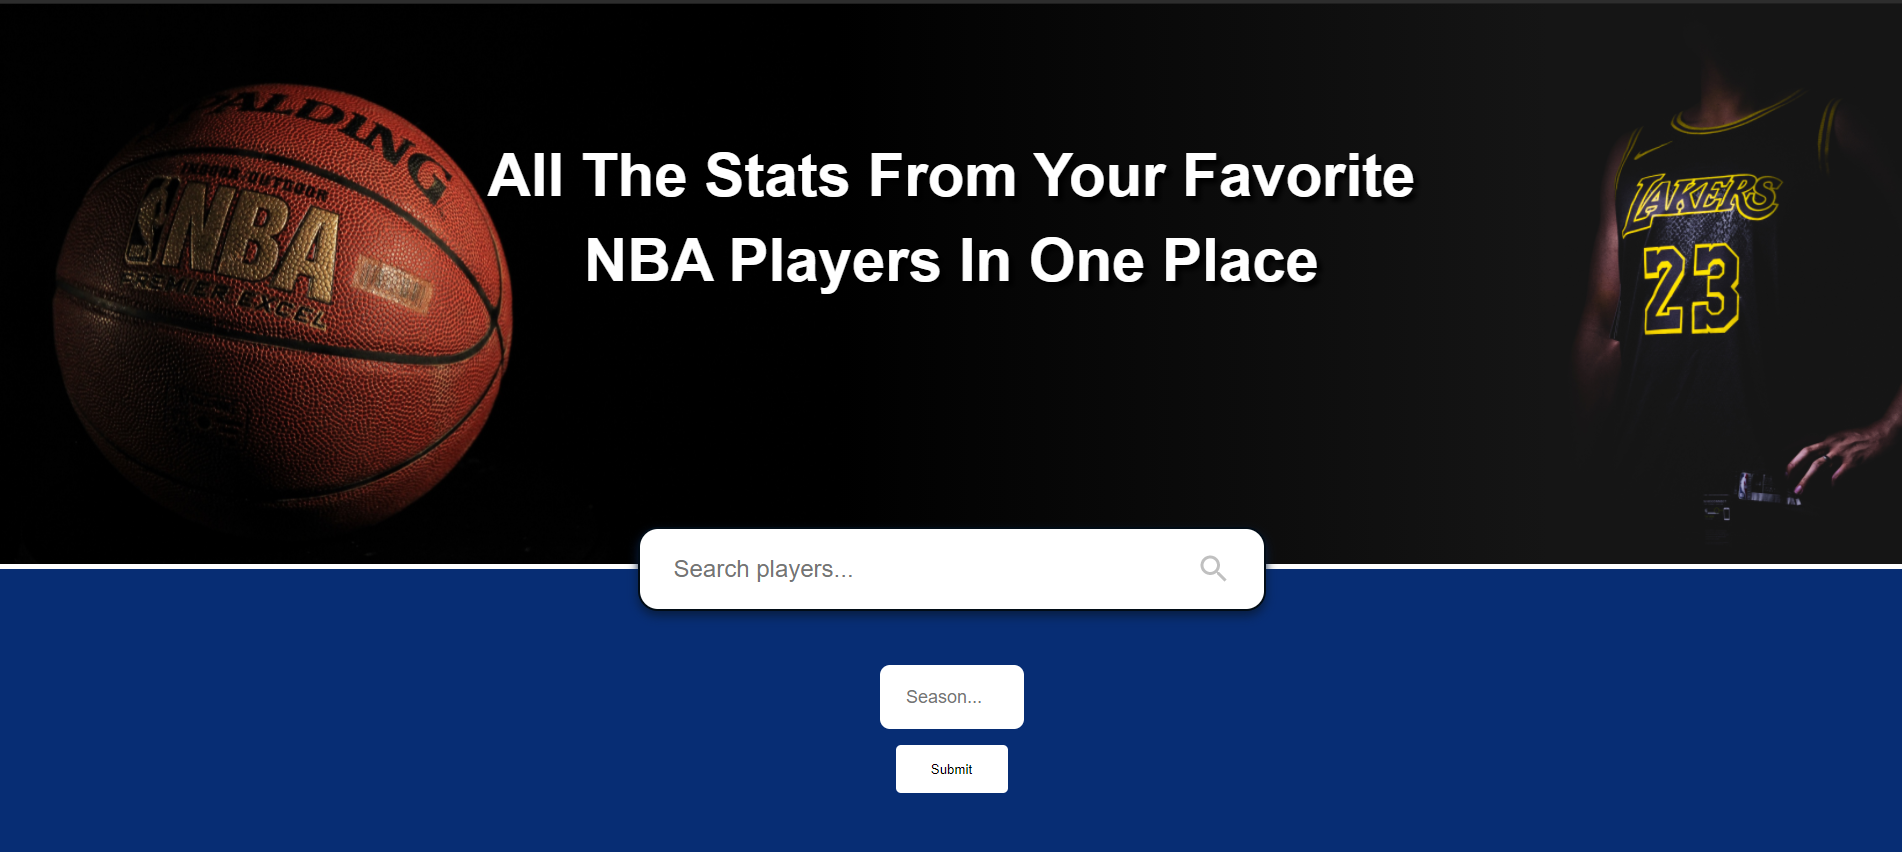 SPALDING
INDOOR/OUTDOOR
NBA
PREMIER EXCEL
All The Stats From Your Favorite
NBA Players In One Place
LAKERS
23
Search players...
Season...
Submit